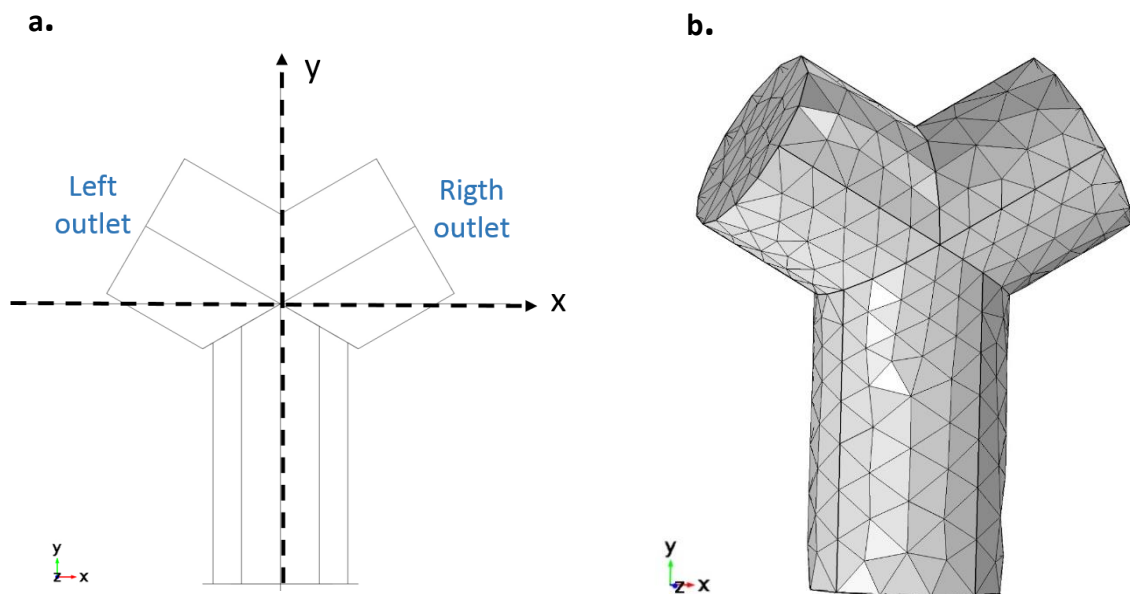 a.
y
Left
outlet
Rigth
outlet
x
y
z x
b.
y
z x